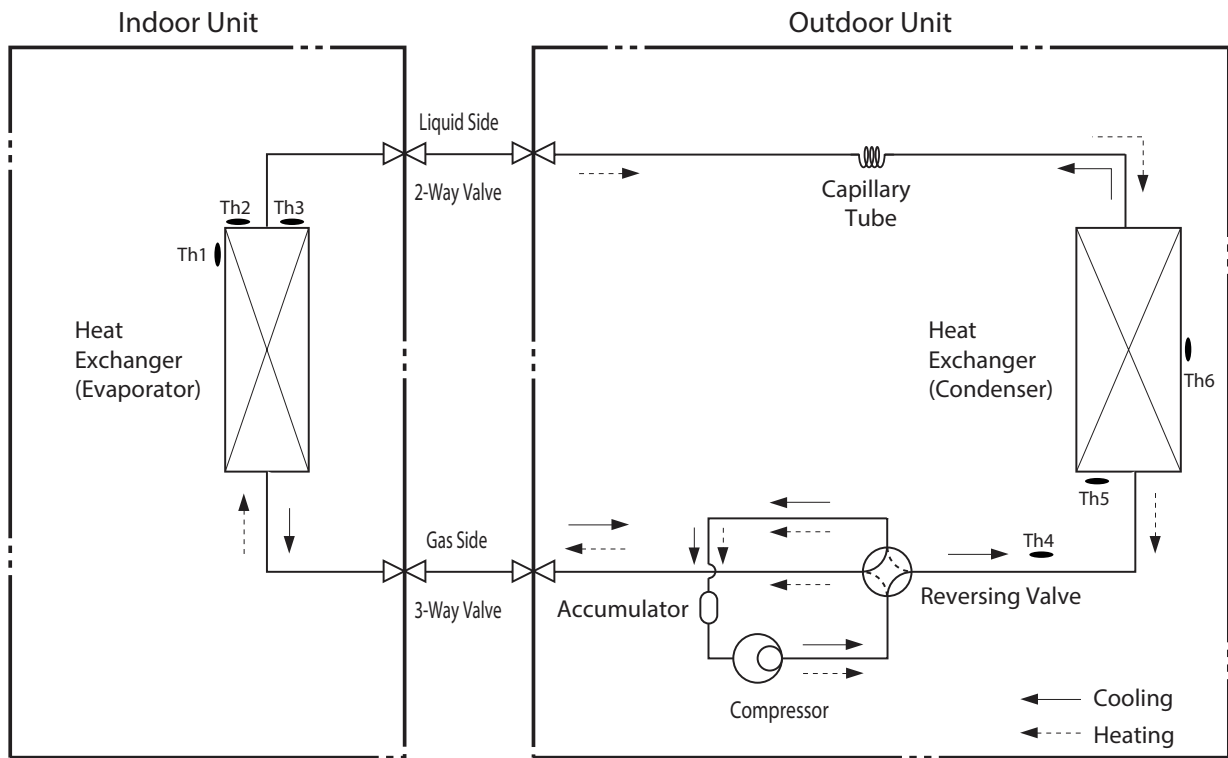 Indoor Unit
Outdoor Unit
Liquid Side
2-Way Valve
Capillary
Tube
Th2
Th3
Th1
Heat
Exchanger
(Evaporator)
Heat
Exchanger
(Condenser)
Th6
Th5
Th4
Gas Side
3-Way Valve
Accumulator
Reversing Valve
Compressor
Cooling
Heating